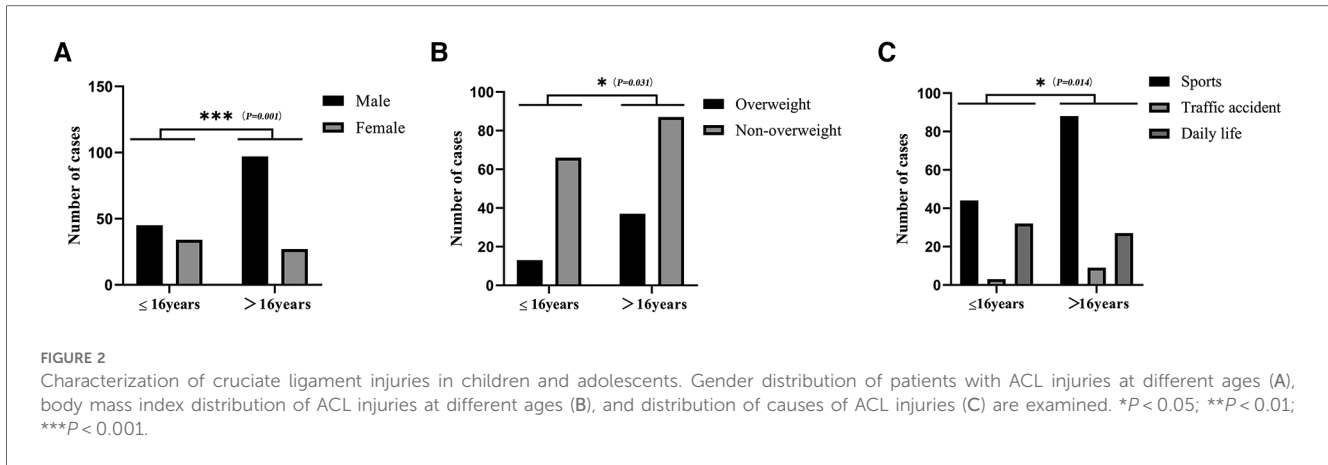 A
Number of cases
150
100
50
0
*** (P=0.001)
≤ 16years
＞16years
Male
Female
B
Number of cases
100
80
60
40
20
0
* (P=0.031)
≤ 16years
＞16years
Overweight
Non-overweight
C
Number of cases
100
80
60
40
20
0
* (P=0.014)
≤16years
＞16years
Sports
Traffic accident
Daily life
FIGURE 2
Characterization of cruciate ligament injuries in children and adolescents. Gender distribution of patients with ACL injuries at different ages (A),
body mass index distribution of ACL injuries at different ages (B), and distribution of causes of ACL injuries (C) are examined. *P < 0.05; **P < 0.01;
***P < 0.001.